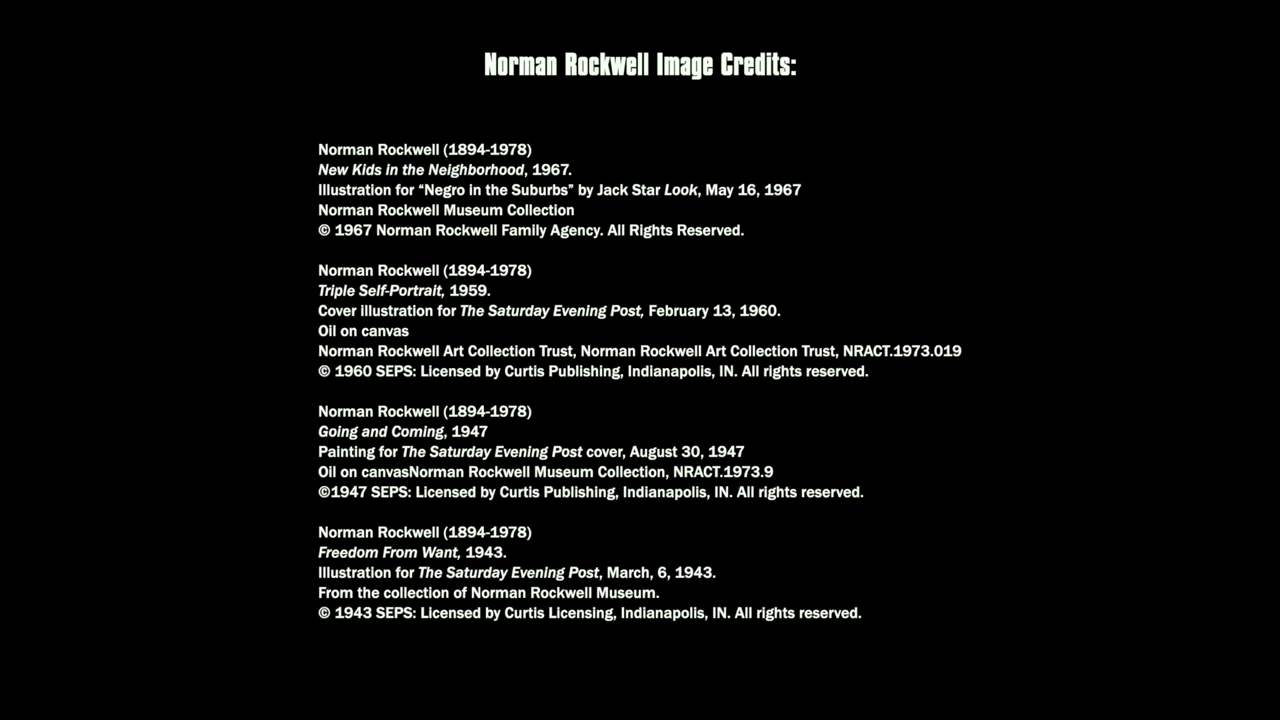 Norman Rockwell Image Credits:
Norman Rockwell (1894-1978)
New Kids in the Neighborhood, 1967.
Illustration for “Negro in the Suburbs” by Jack Star Look, May 16, 1967
Norman Rockwell Museum Collection
© 1967 Norman Rockwell Family Agency. All Rights Reserved.
Norman Rockwell (1894-1978)
Triple Self-Portrait, 1959.
Cover illustration for The Saturday Evening Post, February 13, 1960.
Oil on canvas
Norman Rockwell Art Collection Trust, Norman Rockwell Art Collection Trust, NRACT.1973.019
© 1960 SEPS: Licensed by Curtis Publishing, Indianapolis, IN. All rights reserved.
Norman Rockwell (1894-1978)
Going and Coming, 1947
Painting for The Saturday Evening Post cover, August 30, 1947
Oil on canvasNorman Rockwell Museum Collection, NRACT.1973.9
©1947 SEPS: Licensed by Curtis Publishing, Indianapolis, IN. All rights reserved.
Norman Rockwell (1894-1978)
Freedom From Want, 1943.
Illustration for The Saturday Evening Post, March, 6, 1943.
From the collection of Norman Rockwell Museum.
© 1943 SEPS: Licensed by Curtis Licensing, Indianapolis, IN. All rights reserved.